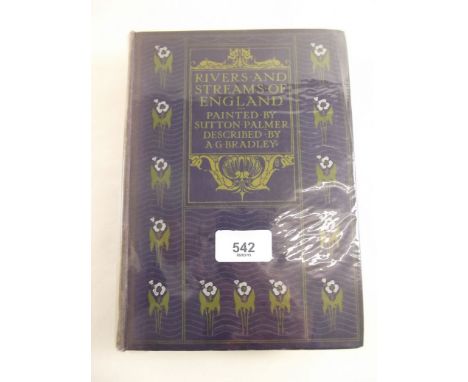 RIVERS·AND
STREAMS·OF
ENGLAND
PAINTED·BY
SUTTON·PALMER
DESCRIBED·BY
A·G·BRADLEY
542